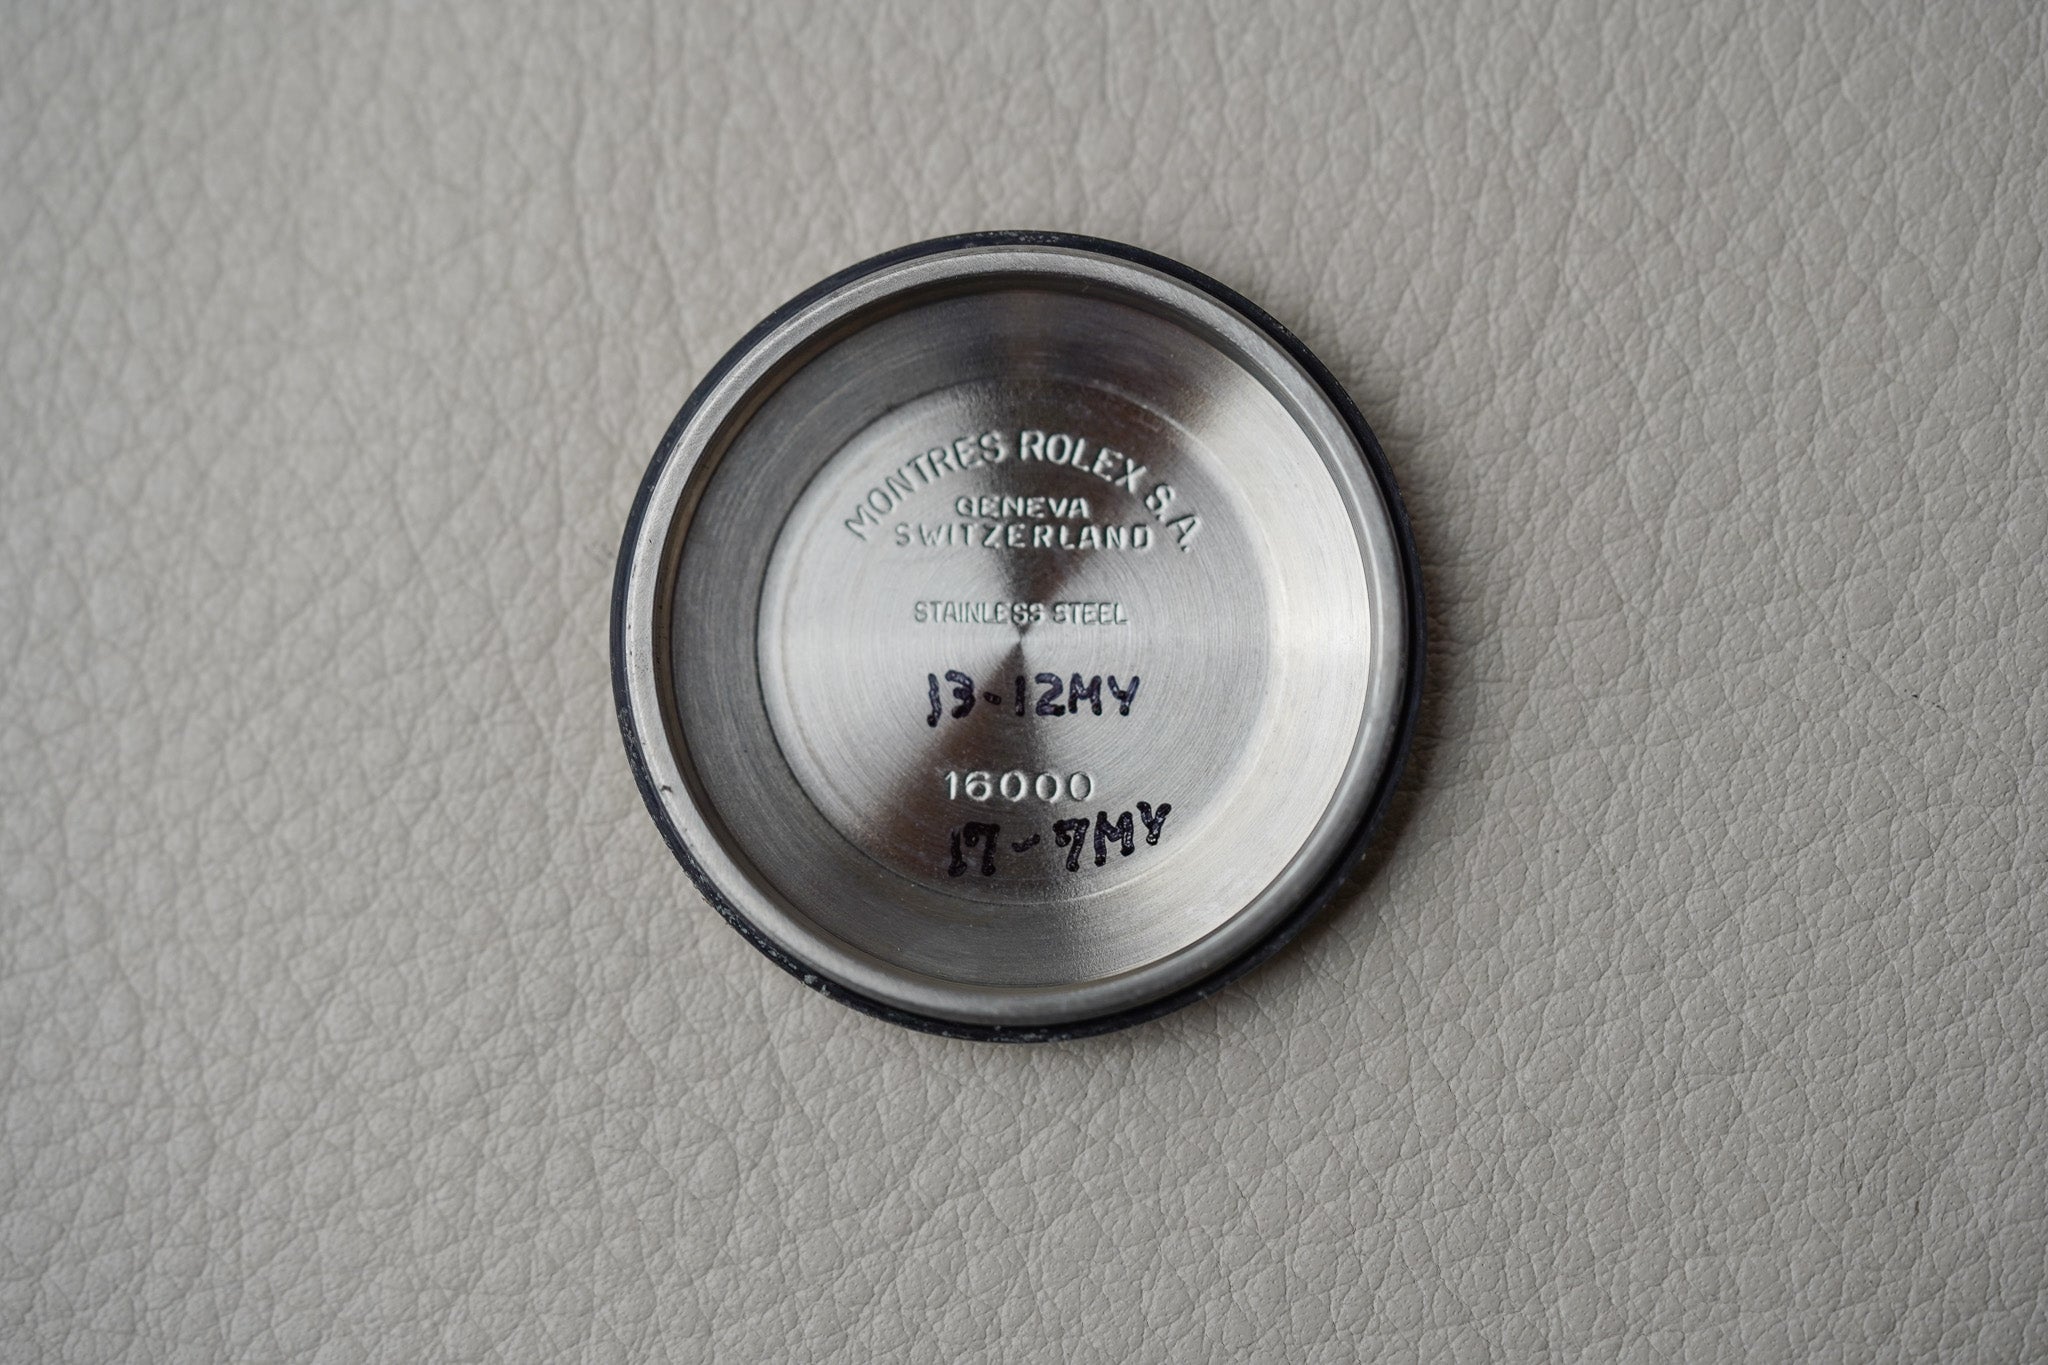 MONTRES ROLEX S.A.
GENEVA
SWITZERLAND
STAINLESS STEEL
13-12MY
16000
17-7MY